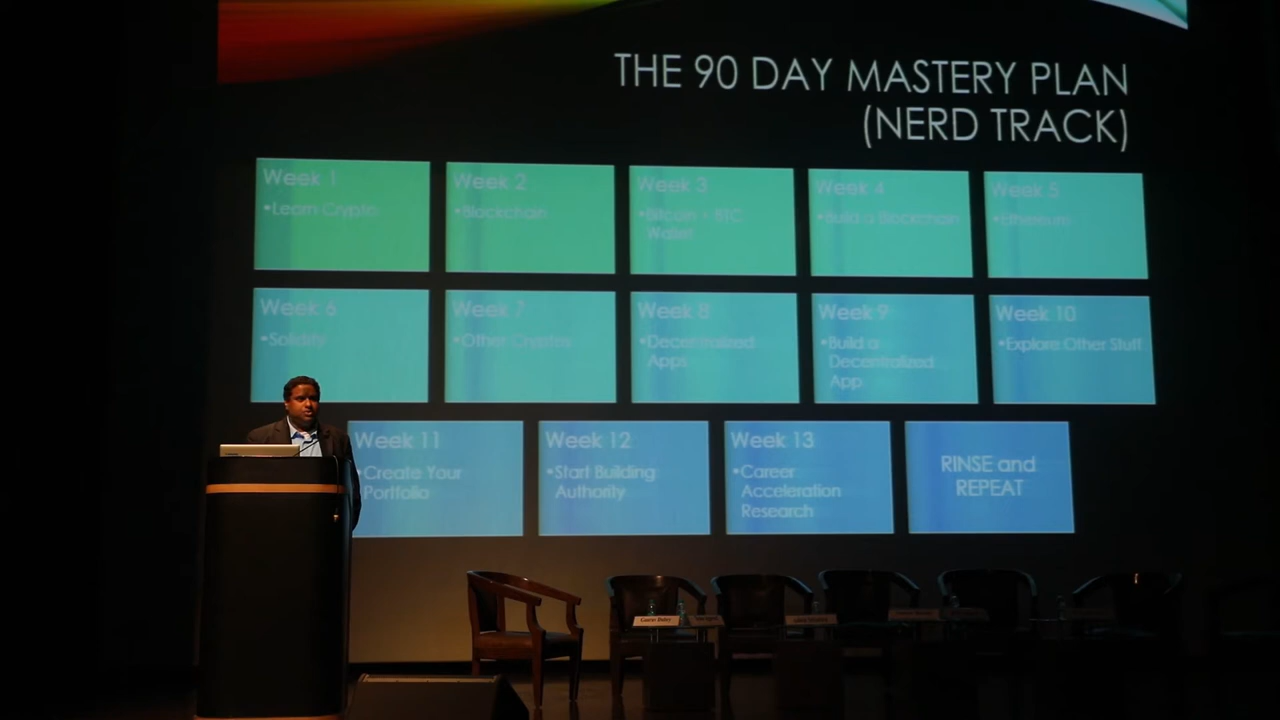 THE 90 DAY MASTERY PLAN
(NERD TRACK)
Week 1
•Learn Crypto
Week 2
•Blockchain
Week 3
•Bitcoin + BTC
Wallet
Week 4
•Build a Blockchain
Week 5
•Ethereum
Week 6
•Solidity
Week 7
•Other Cryptos
Week 8
•Decentralized
Apps
Week 9
•Build a
Decentralized
App
Week 10
•Explore Other Stuff
Week 11
•Create Your
Portfolio
Week 12
•Start Building
Authority
Week 13
•Career
Acceleration
Research
RINSE and
REPEAT